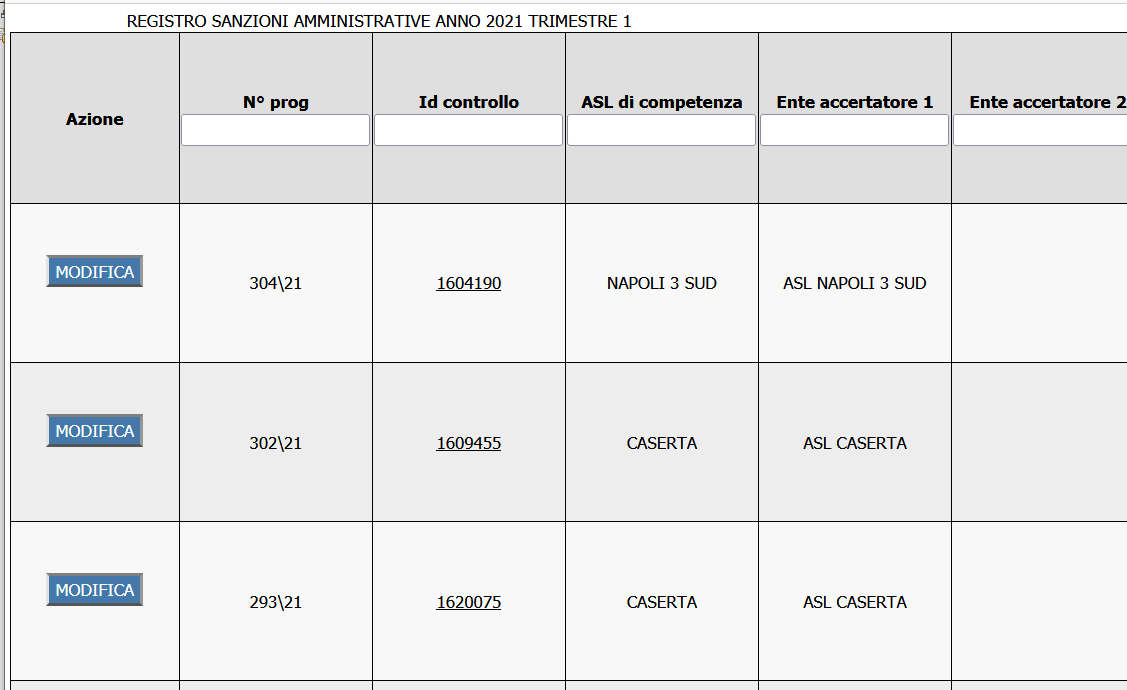 REGISTRO SANZIONI AMMINISTRATIVE ANNO 2021 TRIMESTRE 1
Azione N° prog Id controllo ASL di competenza Ente accertatore 1 Ente accertatore 2
MODIFICA 304\21 1604190 NAPOLI 3 SUD ASL NAPOLI 3 SUD
MODIFICA 302\21 1609455 CASERTA ASL CASERTA
MODIFICA 293\21 1620075 CASERTA ASL CASERTA